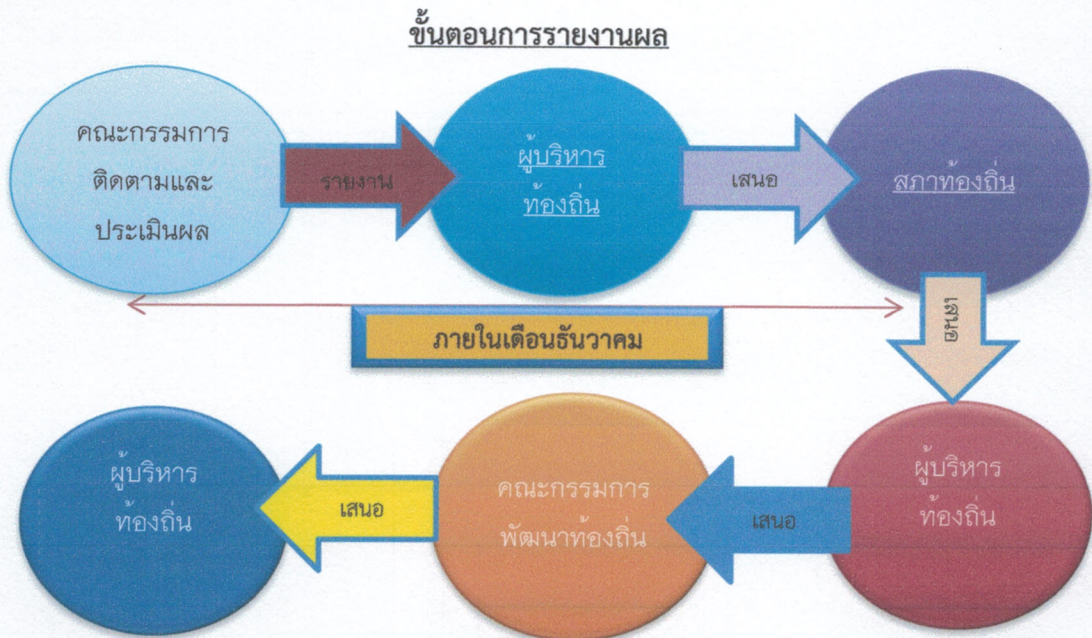 ขั้นตอนการรายงานผล
คณะกรรมการ
ติดตามและ
ประเมินผล
รายงาน
ผู้บริหาร
ท้องถิ่น
เสนอ
สภาท้องถิ่น
เสนอ
ภายในเดือนธันวาคม
ผู้บริหาร
ท้องถิ่น
เสนอ
คณะกรรมการ
พัฒนาท้องถิ่น
เสนอ
ผู้บริหาร
ท้องถิ่น